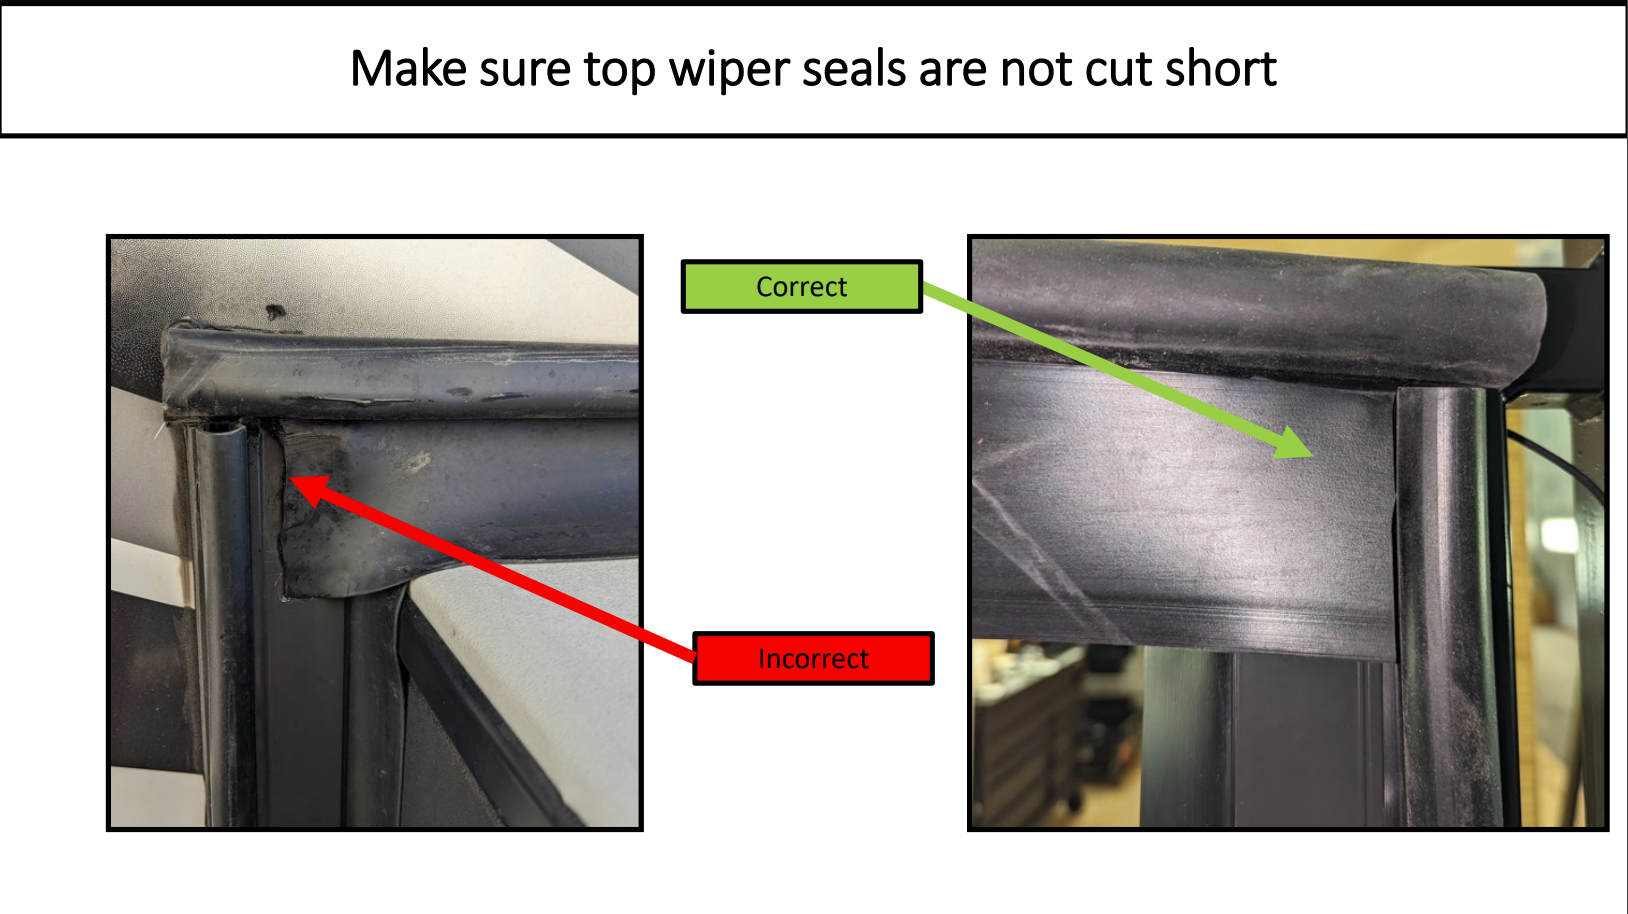 Make sure top wiper seals are not cut short
Correct
Incorrect